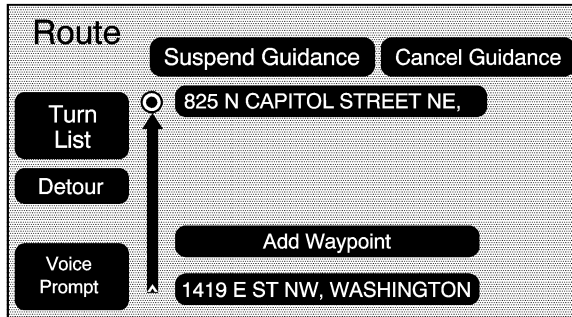 Route
Suspend Guidance
Cancel Guidance
825 N CAPITOL STREET NE,
Turn
List
Detour
Add Waypoint
Voice
Prompt
1419 E ST NW, WASHINGTON